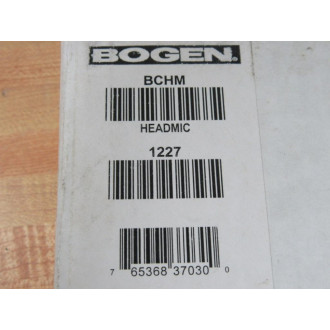 BOGEN®
BCHM
HEADMIC
1227
7 65368 37030 0